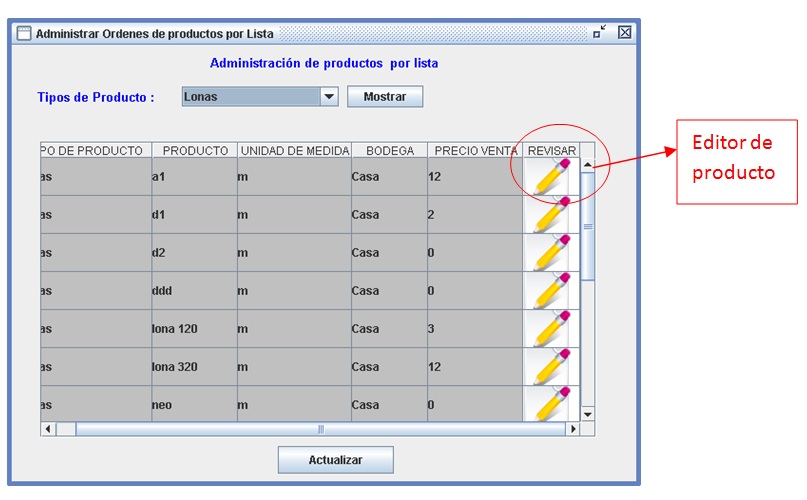 Administrar Ordenes de productos por Lista
Administración de productos por lista
Tipos de Producto :
Lonas
Mostrar
PO DE PRODUCTO PRODUCTO UNIDAD DE MEDIDA BODEGA PRECIO VENTA REVISAR
as a1 m Casa 12
as d1 m Casa 2
as d2 m Casa 0
as ddd m Casa 0
as lona 120 m Casa 3
as lona 320 m Casa 12
as neo m Casa 0
Actualizar
Editor de
producto